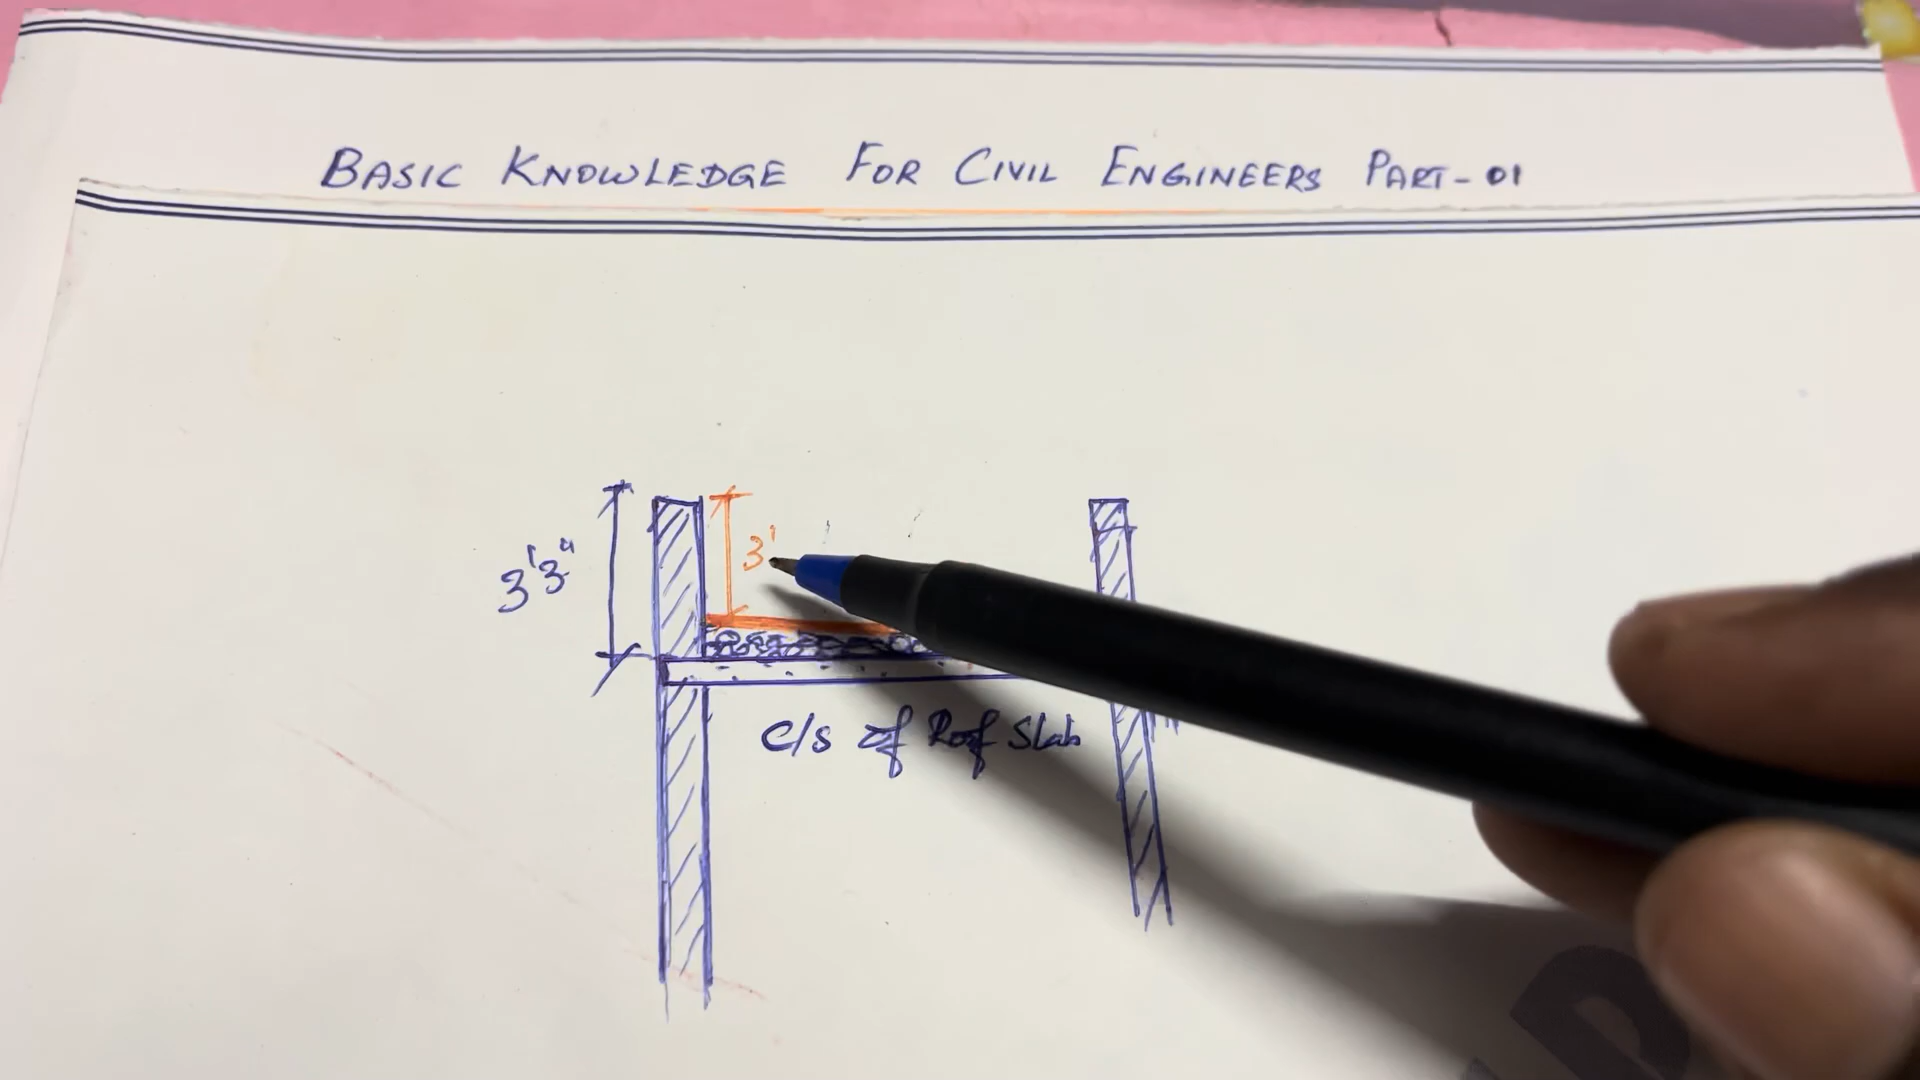 BASIC KNOWLEDGE FOR CIVIL ENGINEERS PART-01
3'3"
3'
C/s of Roof Slab